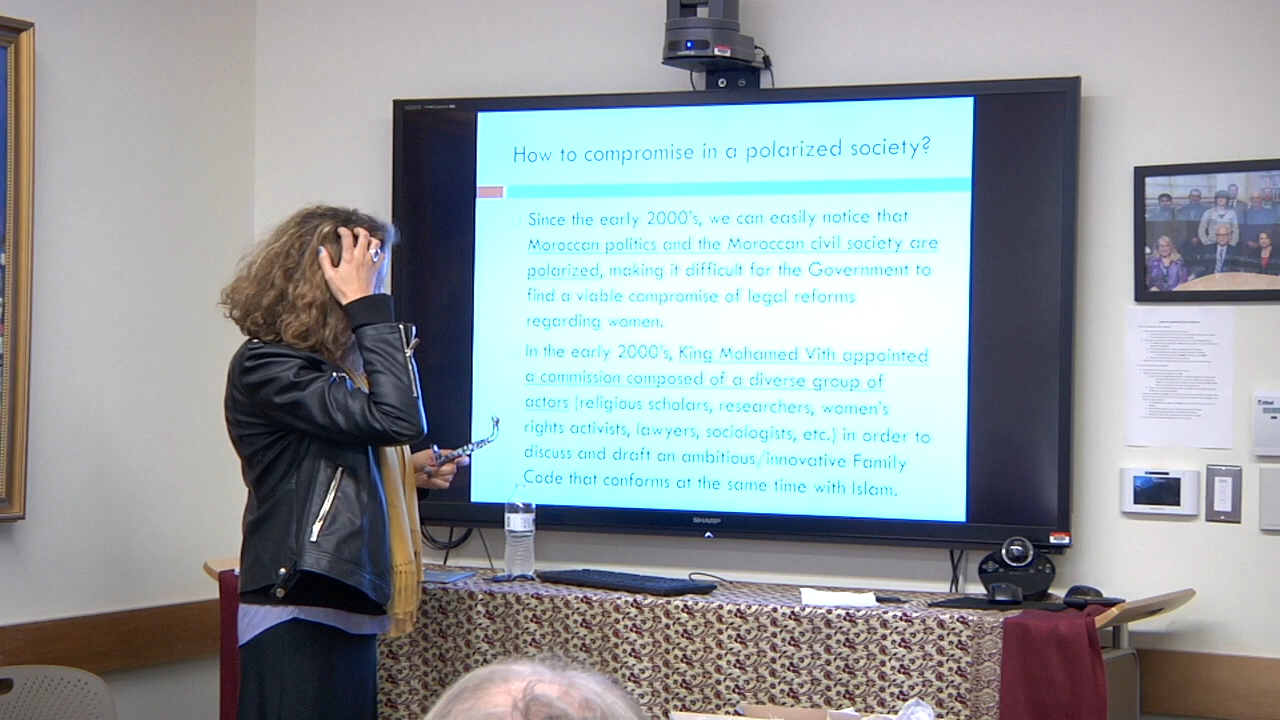 How to compromise in a polarized society?
Since the early 2000's, we can easily notice that
Moroccan politics and the Moroccan civil society are
polarized, making it difficult for the Government to
find a viable compromise of legal reforms
regarding women.
In the early 2000's, King Mohamed VIth appointed
a commission composed of a diverse group of
actors (religious scholars, researchers, women's
rights activists, lawyers, sociologists, etc.) in order to
discuss and draft an ambitious/innovative Family
Code that conforms at the same time with Islam.
SHARP